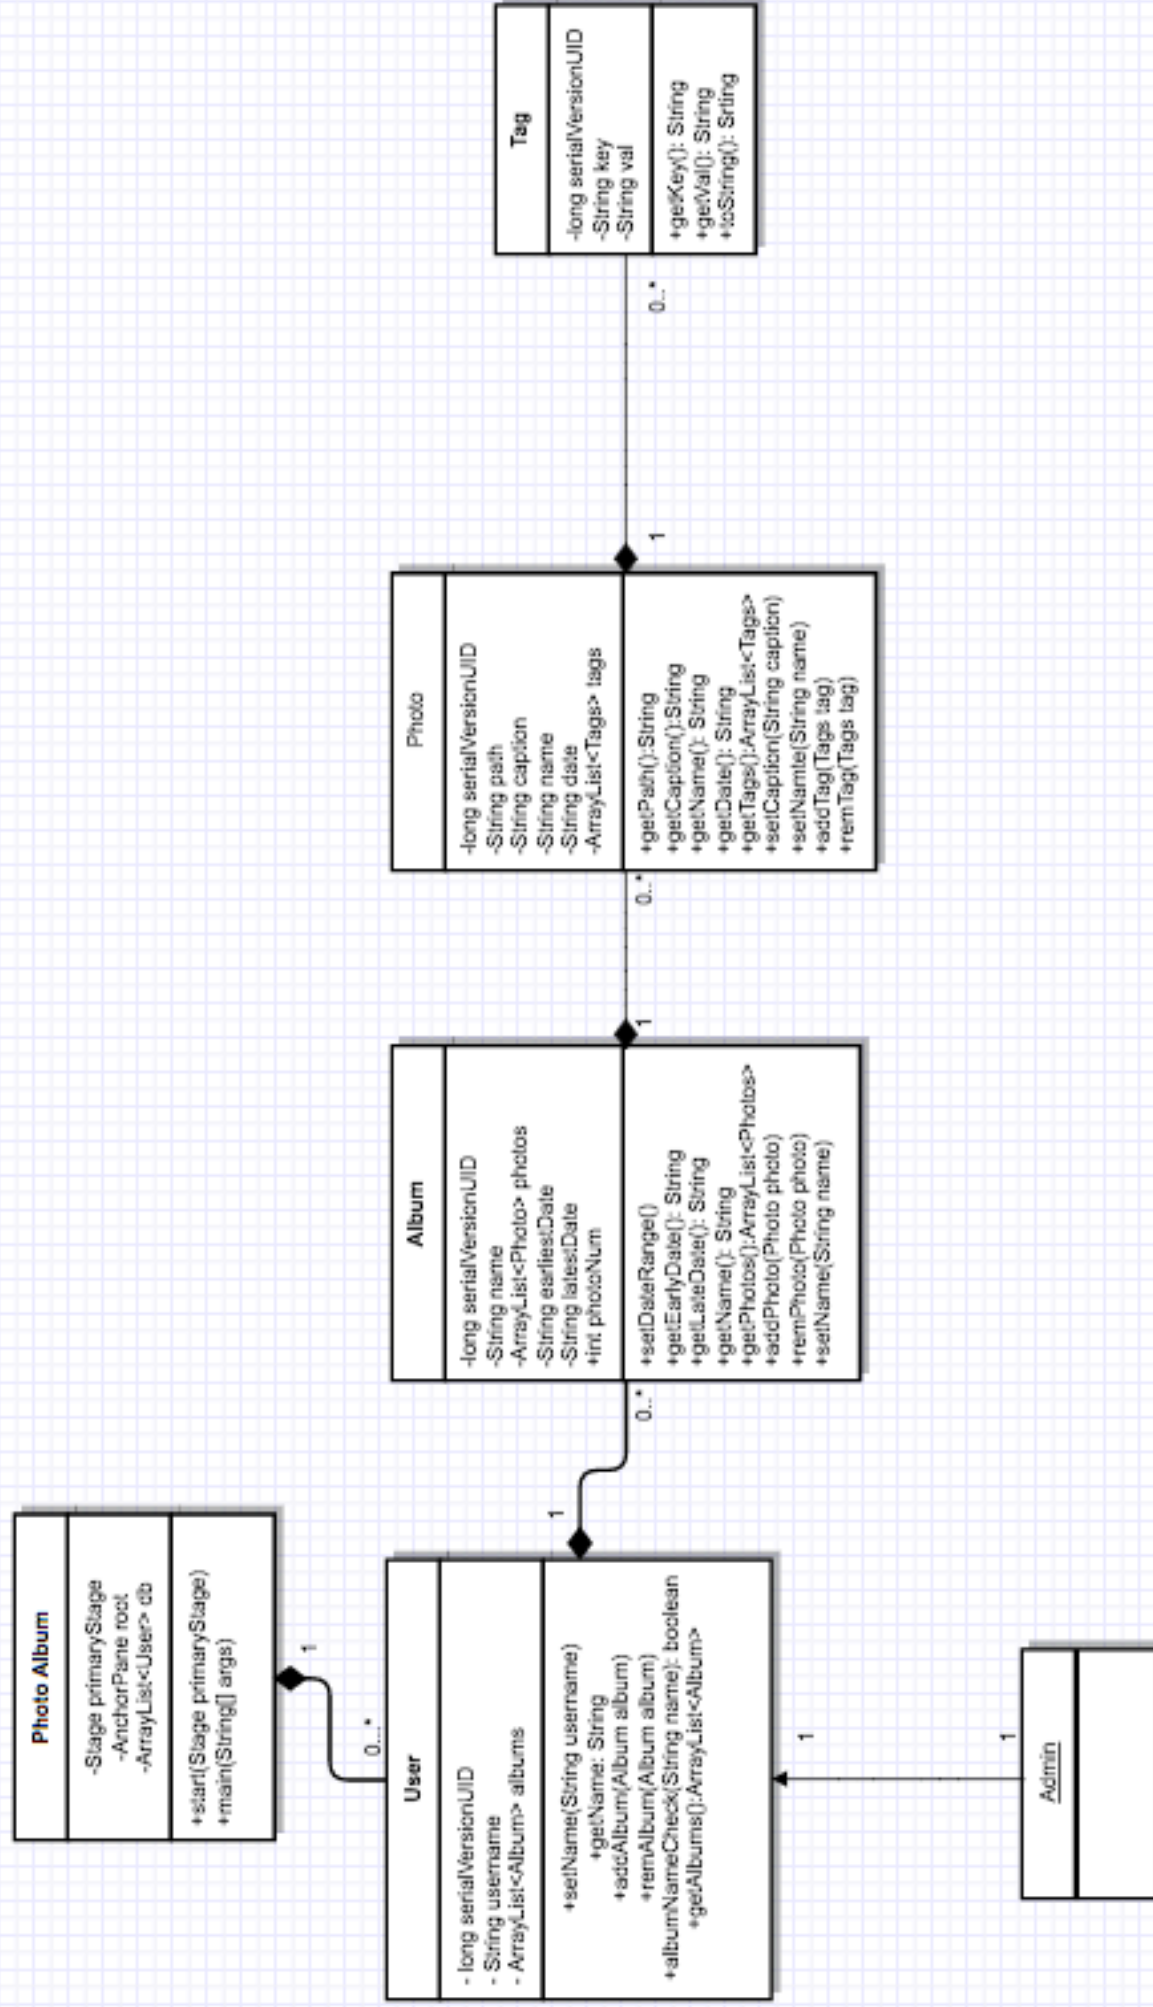 Photo Album
-Stage primaryStage
-AnchorPane root
-ArrayList<User> db
+start(Stage primaryStage)
+main(String[] args)
1
0...*
User
- long serialVersionUID
- String username
- ArrayList<Album> albums
+setName(String username)
+getName: String
+addAlbum(Album album)
+remAlbum(Album album)
+albumNameCheck(String name): boolean
+getAlbums():ArrayList<Album>
1
0..*
Album
-long serialVersionUID
-String name
-ArrayList<Photo> photos
-String earliestDate
-String latestDate
+int photoNum
+setDateRange()
+getEarlyDate(): String
+getLateDate(): String
+getName(): String
+getPhotos():ArrayList<Photos>
+addPhoto(Photo photo)
+remPhoto(Photo photo)
+setName(String name)
1
0..*
Photo
-long serialVersionUID
-String path
-String caption
-String name
-String date
-ArrayList<Tags> tags
+getPath():String
+getCaption():String
+getName(): String
+getDate(): String
+getTags():ArrayList<Tags>
+setCaption(String caption)
+setNamte(String name)
+addTag(Tags tag)
+remTag(Tags tag)
1
0..*
Tag
-long serialVersionUID
-String key
-String val
+getKey(): String
+getVal(): String
+toString(): Srting
1
1
Admin